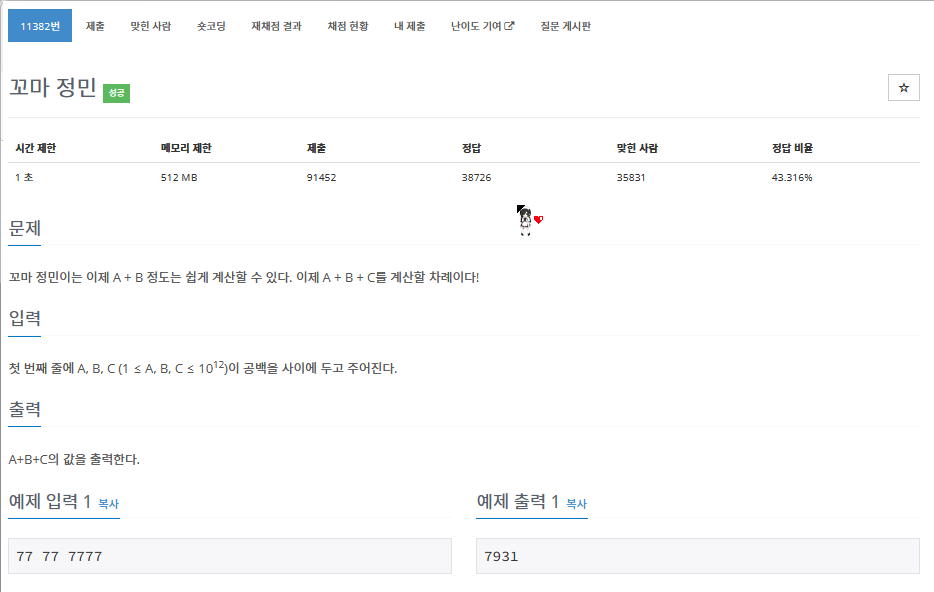 11382번 제출 맞힌 사람 숏코딩 재채점 결과 채점 현황 내 제출 난이도 기여 질문 게시판
꼬마 정민 성공
시간 제한 메모리 제한 제출 정답 맞힌 사람 정답 비율
1 초 512 MB 91452 38726 35831 43.316%
문제
꼬마 정민이는 이제 A + B 정도는 쉽게 계산할 수 있다. 이제 A + B + C를 계산할 차례이다!
입력
첫 번째 줄에 A, B, C (1 ≤ A, B, C ≤ 10¹²)이 공백을 사이에 두고 주어진다.
출력
A+B+C의 값을 출력한다.
예제 입력 1 복사 예제 출력 1 복사
77 77 7777 7931